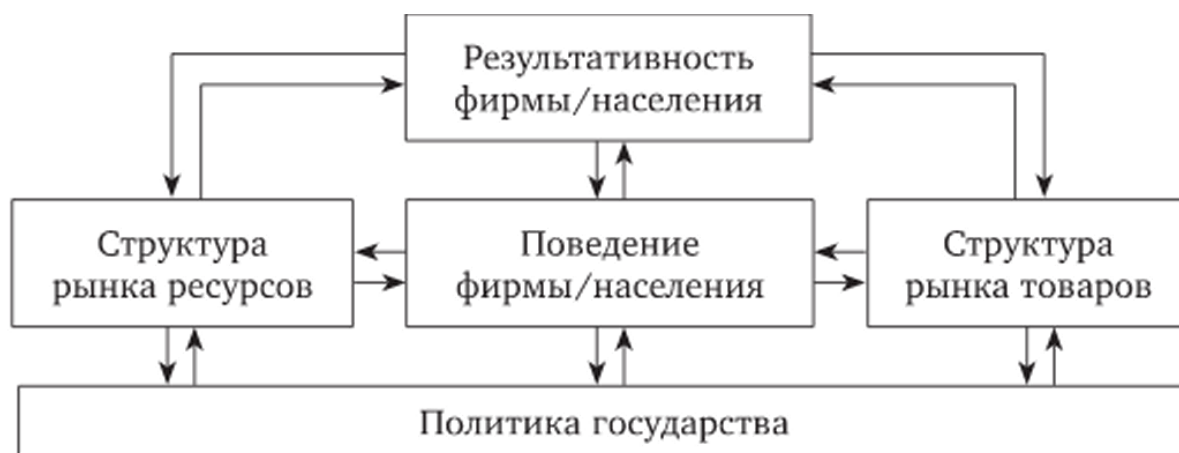 Результативность
фирмы/населения
Структура
рынка ресурсов
Поведение
фирмы/населения
Структура
рынка товаров
Политика государства